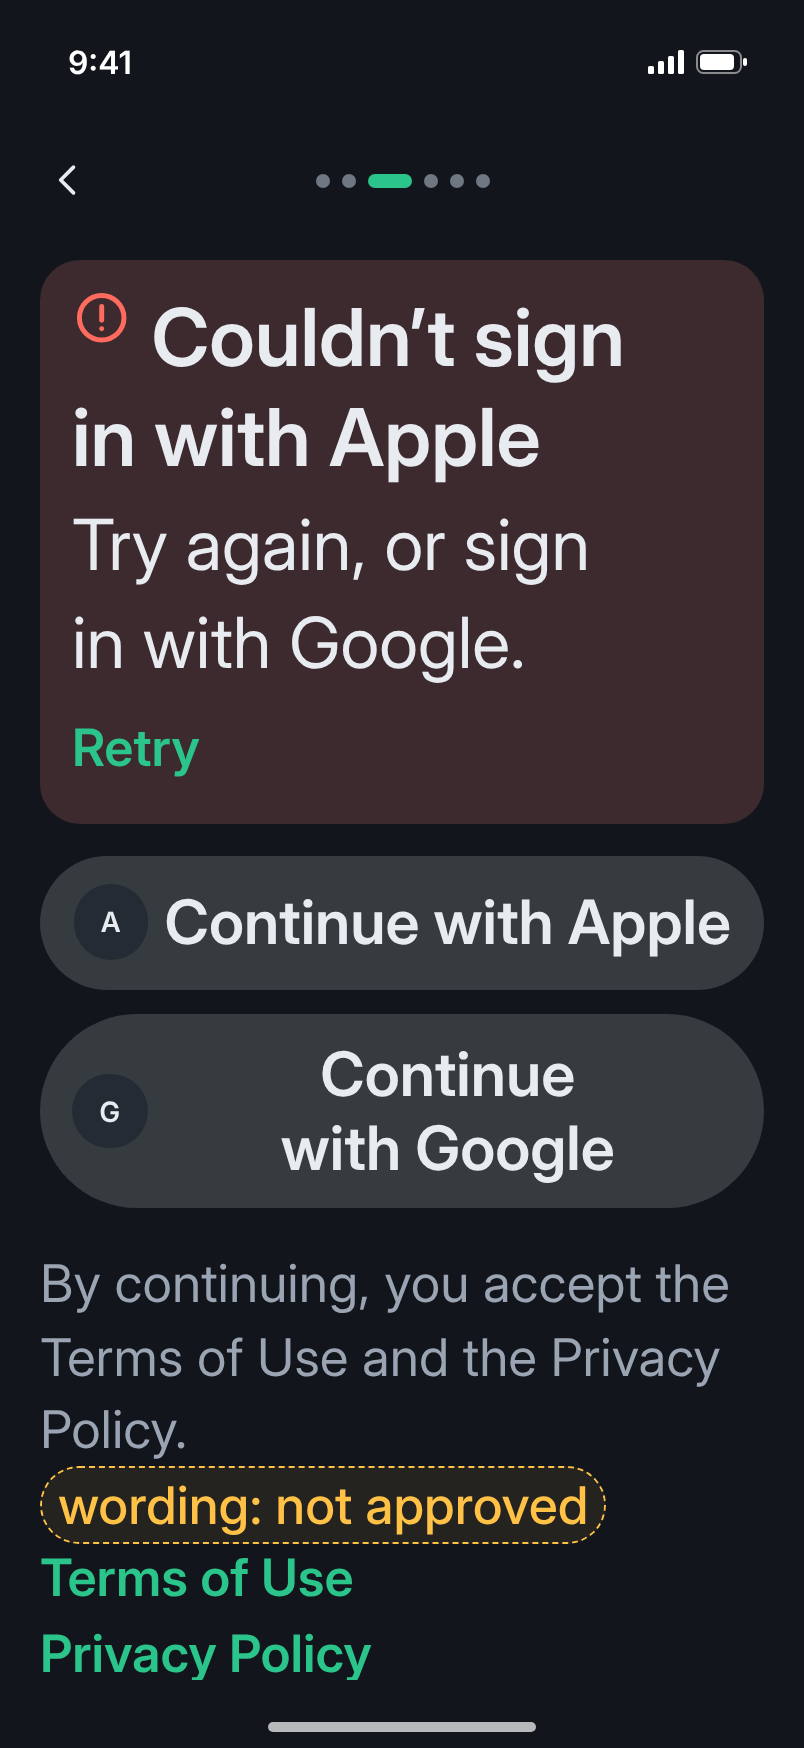 9:41
Couldn’t sign
in with Apple
Try again, or sign
in with Google.
Retry
A Continue with Apple
G Continue
with Google
By continuing, you accept the
Terms of Use and the Privacy
Policy.
wording: not approved
Terms of Use
Privacy Policy